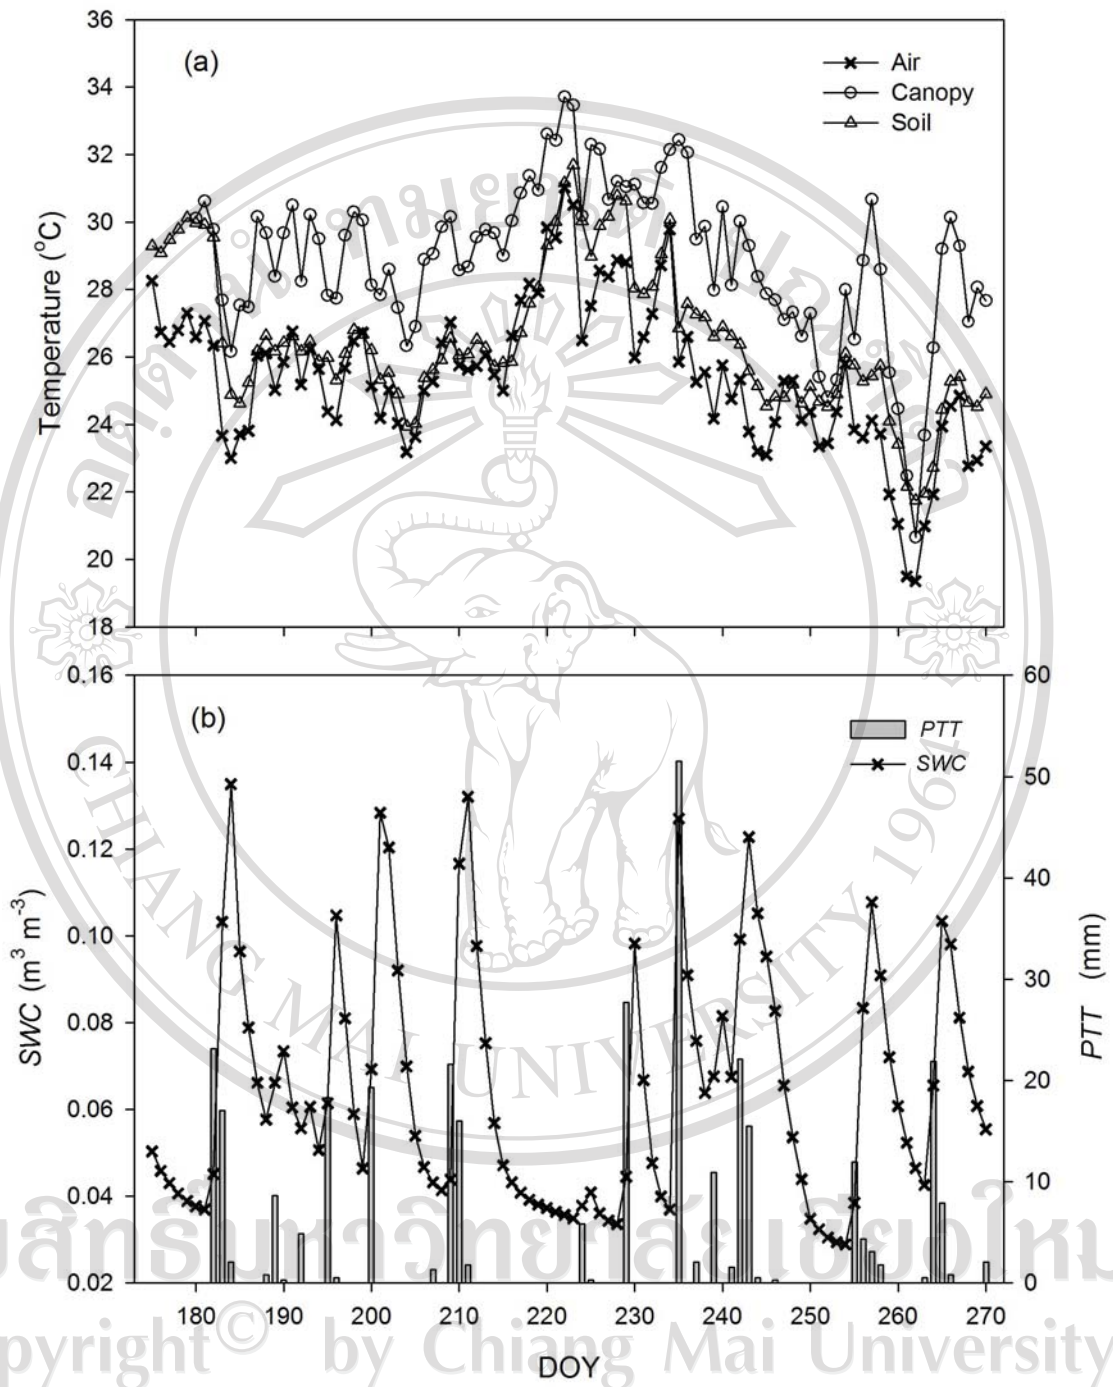 36
34
32
30
28
26
24
22
20
18
Temperature (°C)
(a)
Air
Canopy
Soil
0.16
0.14
0.12
0.10
0.08
0.06
0.04
0.02
SWC (m³ m⁻³)
(b)
PTT
SWC
60
50
40
30
20
10
0
PTT (mm)
180 190 200 210 220 230 240 250 260 270
DOY
CHIANG MAI UNIVERSITY 1964
pyright© by Chiang Mai University